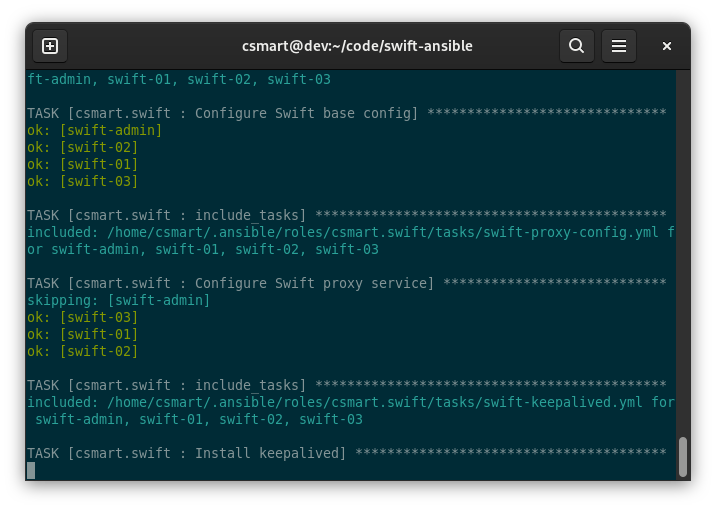 csmart@dev:~/code/swift-ansible
ft-admin, swift-01, swift-02, swift-03
TASK [csmart.swift : Configure Swift base config] ******************************
ok: [swift-admin]
ok: [swift-02]
ok: [swift-01]
ok: [swift-03]
TASK [csmart.swift : include_tasks] ********************************************
included: /home/csmart/.ansible/roles/csmart.swift/tasks/swift-proxy-config.yml f
or swift-admin, swift-01, swift-02, swift-03
TASK [csmart.swift : Configure Swift proxy service] ****************************
skipping: [swift-admin]
ok: [swift-03]
ok: [swift-01]
ok: [swift-02]
TASK [csmart.swift : include_tasks] ********************************************
included: /home/csmart/.ansible/roles/csmart.swift/tasks/swift-keepalived.yml for
 swift-admin, swift-01, swift-02, swift-03
TASK [csmart.swift : Install keepalived] ***************************************